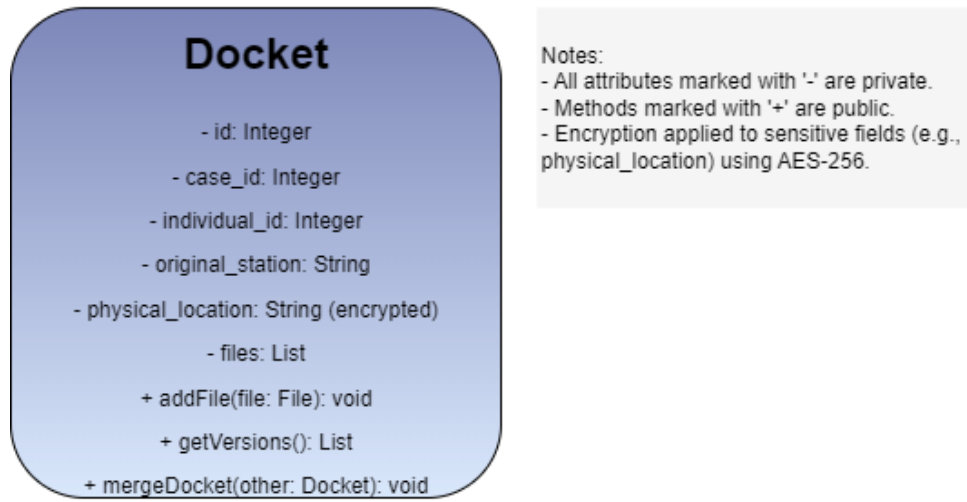 Docket
- id: Integer
- case_id: Integer
- individual_id: Integer
- original_station: String
- physical_location: String (encrypted)
- files: List
+ addFile(file: File): void
+ getVersions(): List
+ mergeDocket(other: Docket): void
Notes:
- All attributes marked with '-' are private.
- Methods marked with '+' are public.
- Encryption applied to sensitive fields (e.g.,
physical_location) using AES-256.